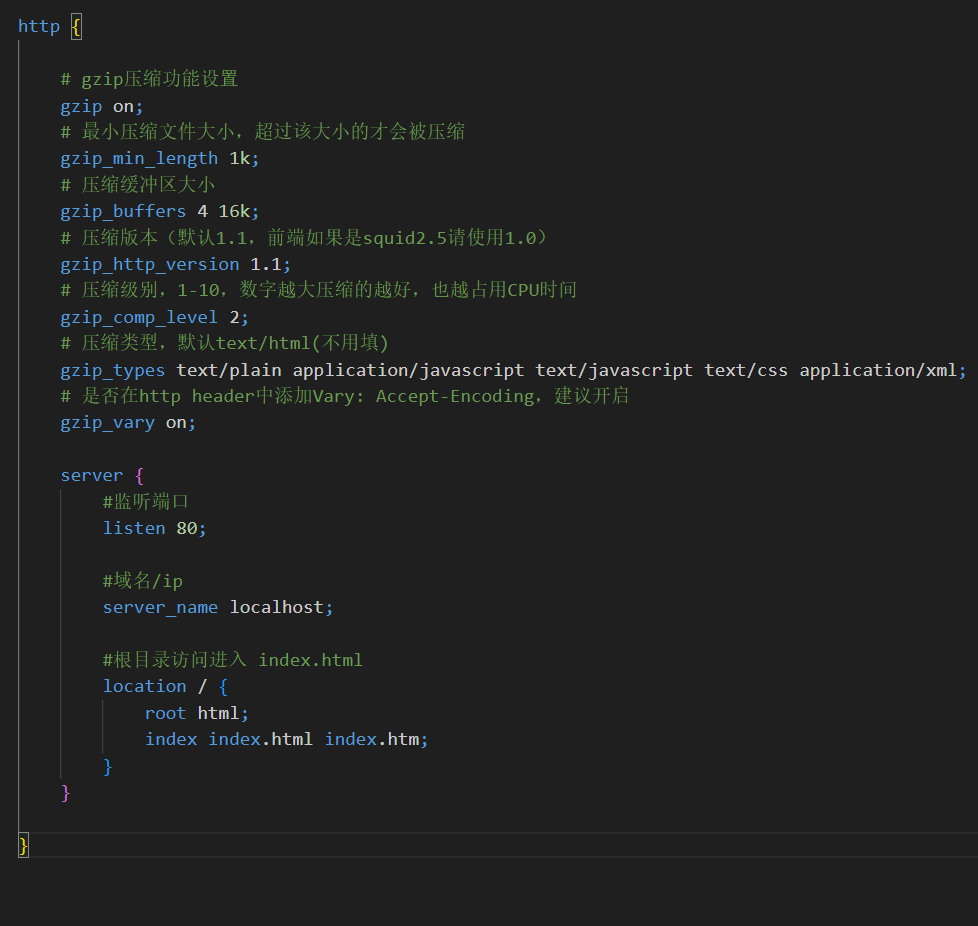 http {
# gzip压缩功能设置
gzip on;
# 最小压缩文件大小，超过该大小的才会被压缩
gzip_min_length 1k;
# 压缩缓冲区大小
gzip_buffers 4 16k;
# 压缩版本（默认1.1，前端如果是squid2.5请使用1.0）
gzip_http_version 1.1;
# 压缩级别，1-10，数字越大压缩的越好，也越占用CPU时间
gzip_comp_level 2;
# 压缩类型，默认text/html(不用填)
gzip_types text/plain application/javascript text/javascript text/css application/xml;
# 是否在http header中添加Vary: Accept-Encoding，建议开启
gzip_vary on;
server {
#监听端口
listen 80;
#域名/ip
server_name localhost;
#根目录访问进入 index.html
location / {
root html;
index index.html index.htm;
}
}
}